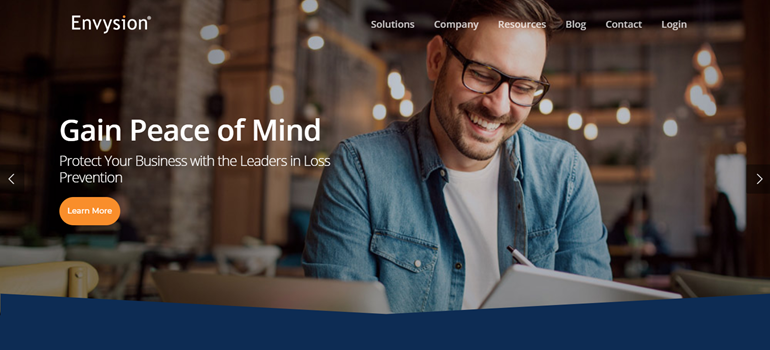 Envysion®
Solutions Company Resources Blog Contact Login
Gain Peace of Mind
Protect Your Business with the Leaders in Loss
Prevention
Learn More